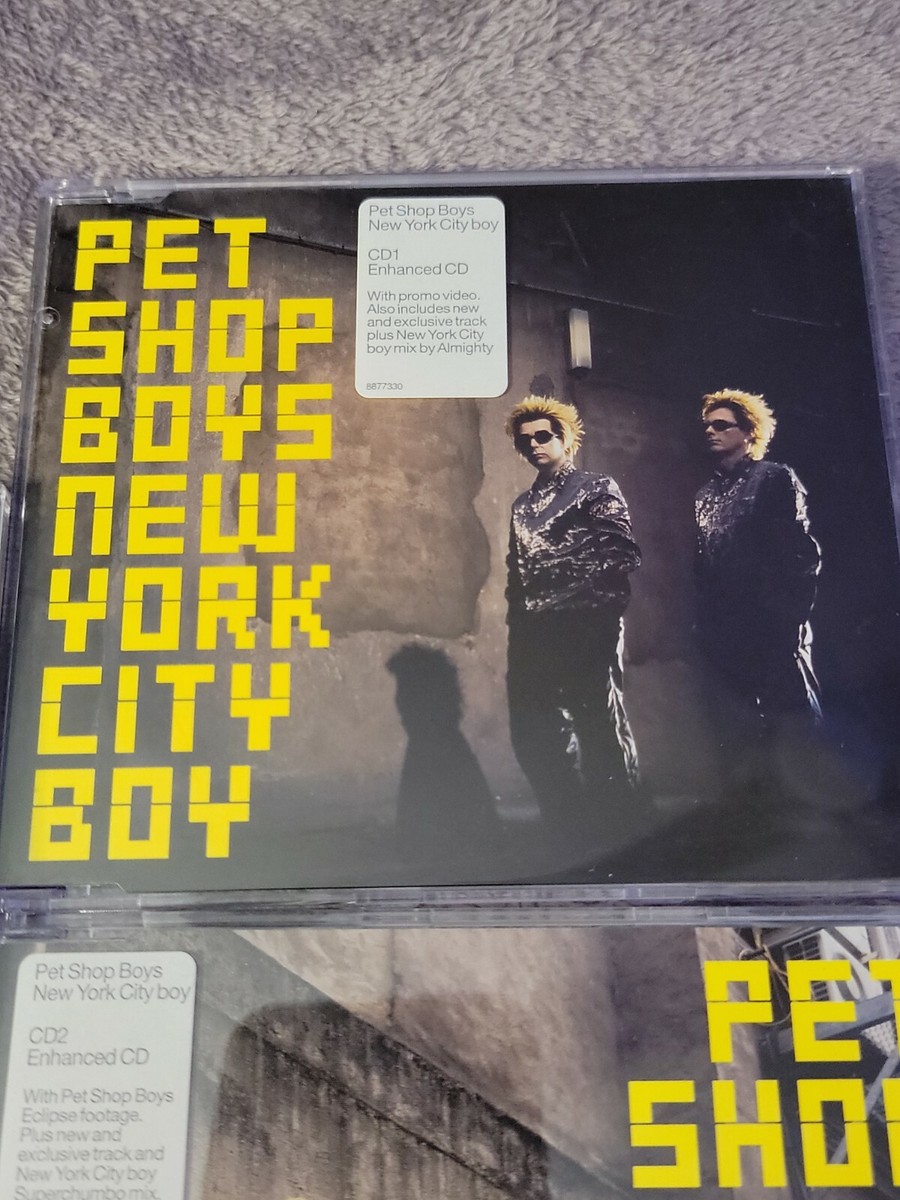 PET
SHOP
BOYS
NEW
YORK
CITY
BOY
Pet Shop Boys
New York City boy
CD1
Enhanced CD
With promo video.
Also includes new
and exclusive track
plus New York City
boy mix by Almighty
8877330
Pet Shop Boys
New York City boy
CD2
Enhanced CD
With Pet Shop Boys
Eclipse footage.
Plus new and
exclusive track and
New York City boy
Superchumbo mix.
PET
SHO